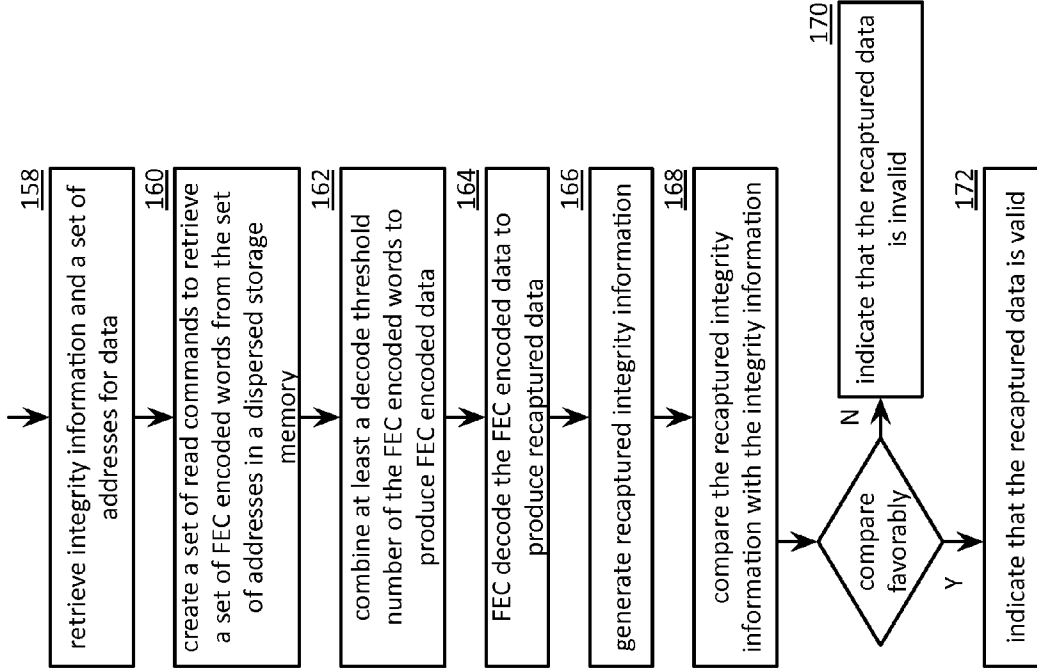 158
retrieve integrity information and a set of
addresses for data
160
create a set of read commands to retrieve
a set of FEC encoded words from the set
of addresses in a dispersed storage
memory
162
combine at least a decode threshold
number of the FEC encoded words to
produce FEC encoded data
164
FEC decode the FEC encoded data to
produce recaptured data
166
generate recaptured integrity information
168
compare the recaptured integrity
information with the integrity information
compare
favorably
N
170
indicate that the recaptured data
is invalid
Y
172
indicate that the recaptured data is valid